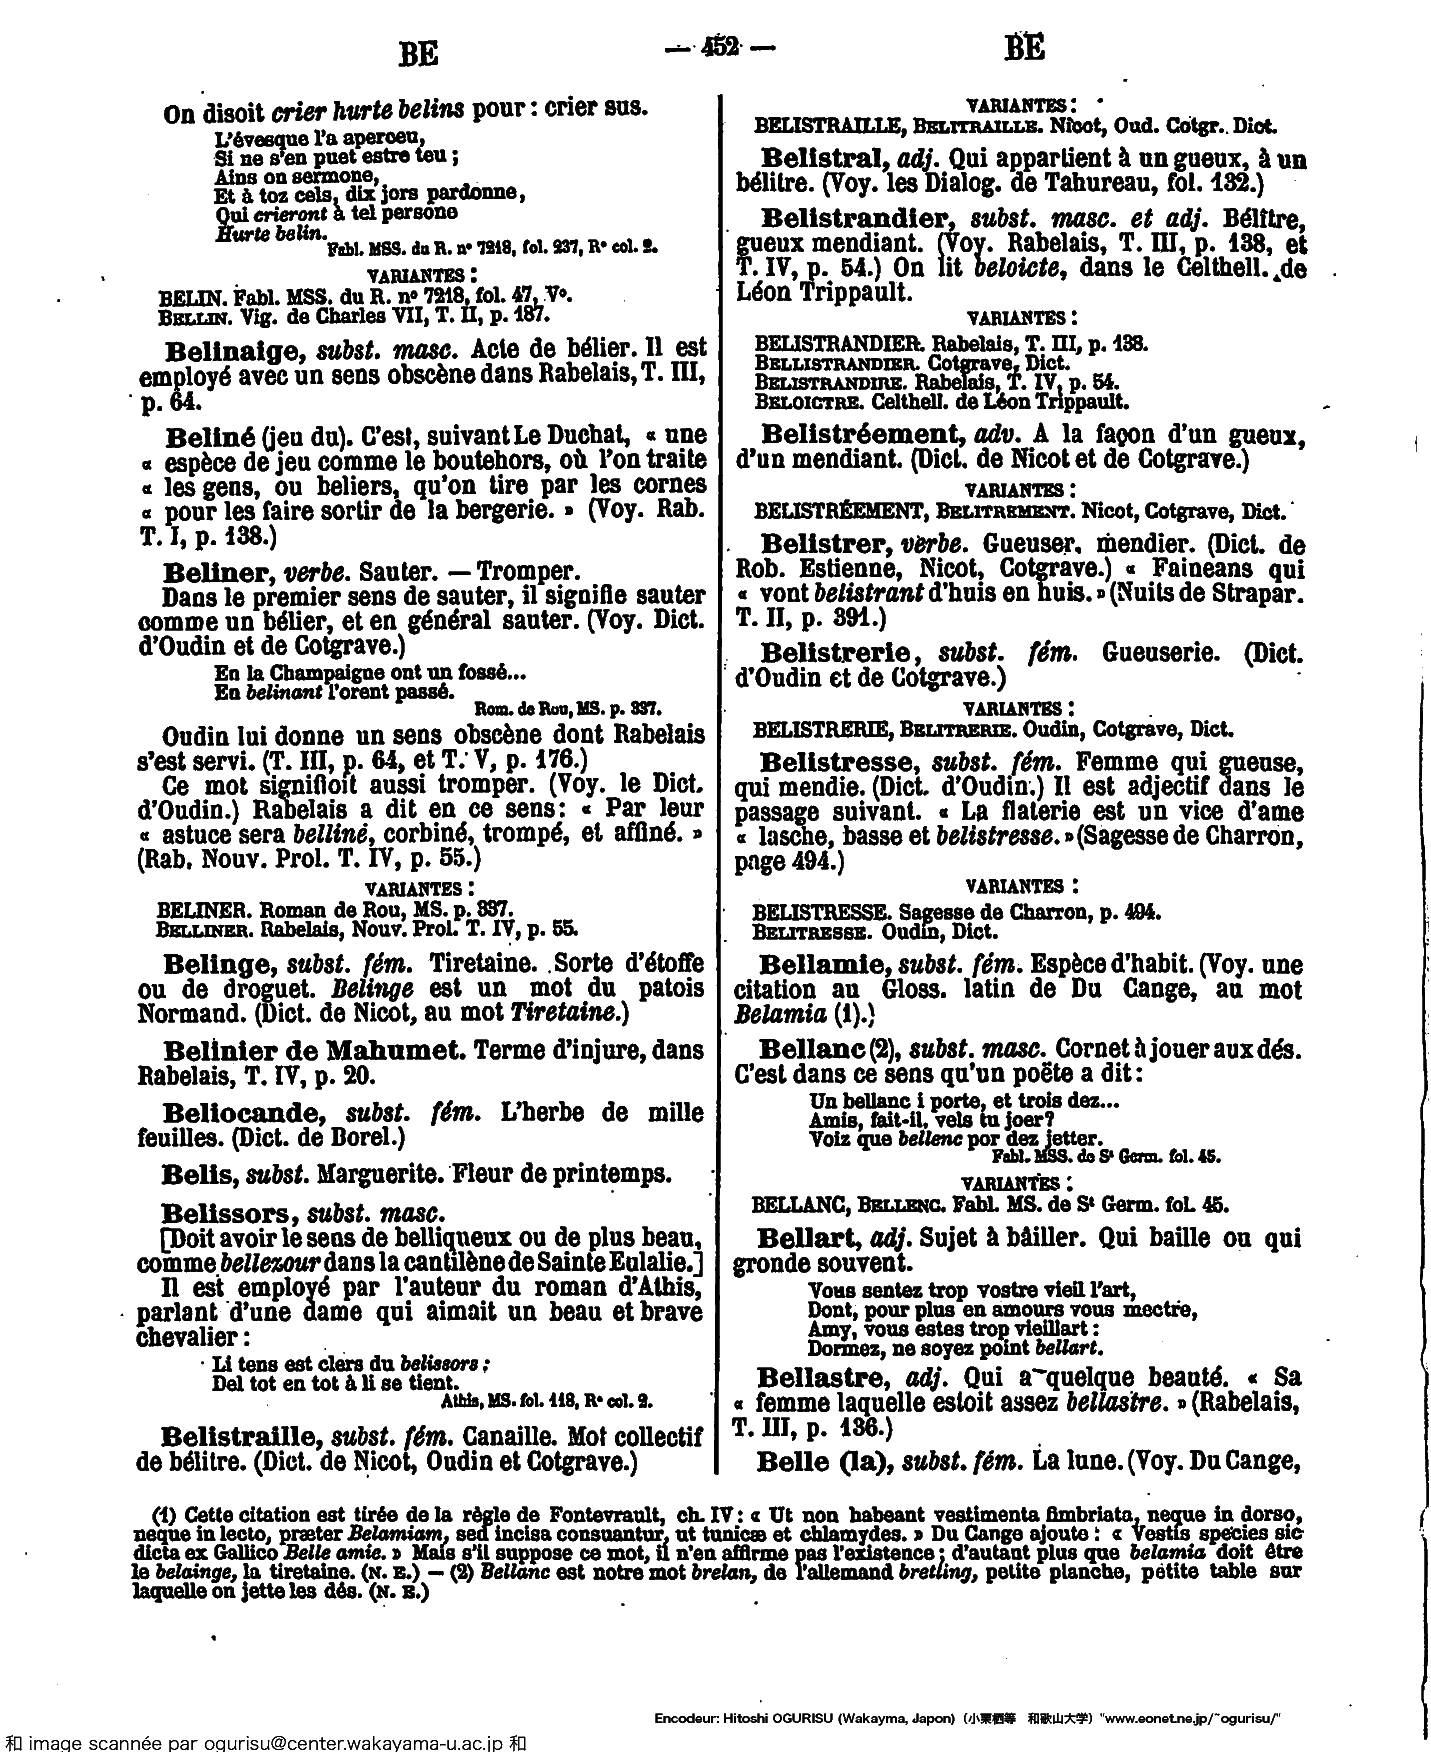 BE
— 452 —
BE
On disoit crier hurte belins pour : crier sus.
L'évesque l'a aperceu,
Si ne s'en puet estre teu ;
Ains on sermone,
Et à toz cels, dix jors pardonne,
Qui crieront à tel persone
Hurte belin.
Fabl. MSS. du R. nº 7218, fol. 237, Rº col. 2.
VARIANTES :
BELIN. Fabl. MSS. du R. nº 7218, fol. 47, Vº.
BELLIN. Vig. de Charles VII, T. II, p. 187.
Belinaige, subst. masc. Acte de bélier. Il est
employé avec un sens obscène dans Rabelais, T. III,
p. 64.
Beliné (jeu du). C'est, suivant Le Duchat, « une
« espèce de jeu comme le boutehors, où l'on traite
« les gens, ou beliers, qu'on tire par les cornes
« pour les faire sortir de la bergerie. » (Voy. Rab.
T. I, p. 138.)
Beliner, verbe. Sauter. — Tromper.
Dans le premier sens de sauter, il signifie sauter
comme un bélier, et en général sauter. (Voy. Dict.
d'Oudin et de Cotgrave.)
En la Champaigne ont un fossé...
En belinant l'orent passé.
Rom. de Rou, MS. p. 337.
Oudin lui donne un sens obscène dont Rabelais
s'est servi. (T. III, p. 64, et T. V, p. 176.)
Ce mot signifioit aussi tromper. (Voy. le Dict.
d'Oudin.) Rabelais a dit en ce sens : « Par leur
« astuce sera belliné, corbiné, trompé, et affiné. »
(Rab. Nouv. Prol. T. IV, p. 55.)
VARIANTES :
BELINER. Roman de Rou, MS. p. 337.
BELLINER. Rabelais, Nouv. Prol. T. IV, p. 55.
Belinge, subst. fém. Tiretaine. Sorte d'étoffe
ou de droguet. Belinge est un mot du patois
Normand. (Dict. de Nicot, au mot Tiretaine.)
Belinier de Mahumet. Terme d'injure, dans
Rabelais, T. IV, p. 20.
Beliocande, subst. fém. L'herbe de mille
feuilles. (Dict. de Borel.)
Belis, subst. Marguerite. Fleur de printemps.
Belissors, subst. masc.
[Doit avoir le sens de belliqueux ou de plus beau,
comme bellezour dans la cantilène de Sainte Eulalie.]
Il est employé par l'auteur du roman d'Athis,
parlant d'une dame qui aimait un beau et brave
chevalier :
Li tens est clers du belissors ;
Del tot en tot à li se tient.
Athis, MS. fol. 118, Rº col. 2.
Belistraille, subst. fém. Canaille. Mot collectif
de bélitre. (Dict. de Nicot, Oudin et Cotgrave.)
VARIANTES :
BELISTRAILLE, BELITRAILLE. Nicot, Oud. Cotgr. Dict.
Belistral, adj. Qui appartient à un gueux, à un
bélitre. (Voy. les Dialog. de Tahureau, fol. 132.)
Belistrandier, subst. masc. et adj. Bélitre,
gueux mendiant. (Voy. Rabelais, T. III, p. 138, et
T. IV, p. 54.) On lit beloicte, dans le Celthell. de
Léon Trippault.
VARIANTES :
BELISTRANDIER. Rabelais, T. III, p. 138.
BELLISTRANDIER. Cotgrave, Dict.
BELISTRANDIRE. Rabelais, T. IV, p. 54.
BELOICTRE. Celthell. de Léon Trippault.
Belistréement, adv. A la façon d'un gueux,
d'un mendiant. (Dict. de Nicot et de Cotgrave.)
VARIANTES :
BELISTRÉEMENT, BELITREMENT. Nicot, Cotgrave, Dict.
Belistrer, verbe. Gueuser, mendier. (Dict. de
Rob. Estienne, Nicot, Cotgrave.) « Faineans qui
« vont belistrant d'huis en huis. » (Nuits de Strapar.
T. II, p. 391.)
Belistrerie, subst. fém. Gueuserie. (Dict.
d'Oudin et de Cotgrave.)
VARIANTES :
BELISTRERIE, BELITRERIE. Oudin, Cotgrave, Dict.
Belistresse, subst. fém. Femme qui gueuse,
qui mendie. (Dict. d'Oudin.) Il est adjectif dans le
passage suivant. « La flaterie est un vice d'ame
« lasche, basse et belistresse. » (Sagesse de Charron,
page 494.)
VARIANTES :
BELISTRESSE. Sagesse de Charron, p. 494.
BELITRESSE. Oudin, Dict.
Bellamie, subst. fém. Espèce d'habit. (Voy. une
citation au Gloss. latin de Du Cange, au mot
Belamia (1).)
Bellanc (2), subst. masc. Cornet à jouer aux dés.
C'est dans ce sens qu'un poëte a dit :
Un bellanc i porte, et trois dez...
Amis, fait-il, vels tu joer?
Voiz que bellenc por dez jetter.
Fabl. MSS. de St Germ. fol. 45.
VARIANTES :
BELLANC, BELLENC. Fabl. MS. de St Germ. fol. 45.
Bellart, adj. Sujet à bâiller. Qui baille ou qui
gronde souvent.
Vous sentez trop vostre vieil l'art,
Dont, pour plus en amours vous mectre,
Amy, vous estes trop vieillart :
Dormez, ne soyez point bellart.
Bellastre, adj. Qui a quelque beauté. « Sa
« femme laquelle estoit assez bellastre. » (Rabelais,
T. III, p. 136.)
Belle (la), subst. fém. La lune. (Voy. Du Cange,
(1) Cette citation est tirée de la règle de Fontevrault, ch. IV : « Ut non habeant vestimenta fimbriata, neque in dorso,
neque in lecto, præter Belamiam, sed incisa consuantur, ut tunicæ et chlamydes. » Du Cange ajoute : « Vestis species sic
dicta ex Gallico Belle amie. » Mais s'il suppose ce mot, il n'en affirme pas l'existence ; d'autant plus que belamia doit être
le belainge, la tiretaine. (N. E.) — (2) Bellanc est notre mot brelan, de l'allemand bretling, petite planche, petite table sur
laquelle on jette les dés. (N. E.)
Encodeur: Hitoshi OGURISU (Wakayma, Japon)（小栗栖等　和歌山大学）"www.eonet.ne.jp/~ogurisu/"
和 image scannée par ogurisu@center.wakayama-u.ac.jp 和